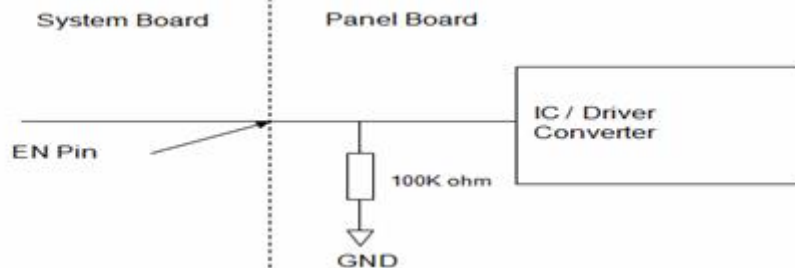 System Board
Panel Board
IC / Driver
Converter
EN Pin
100K ohm
GND